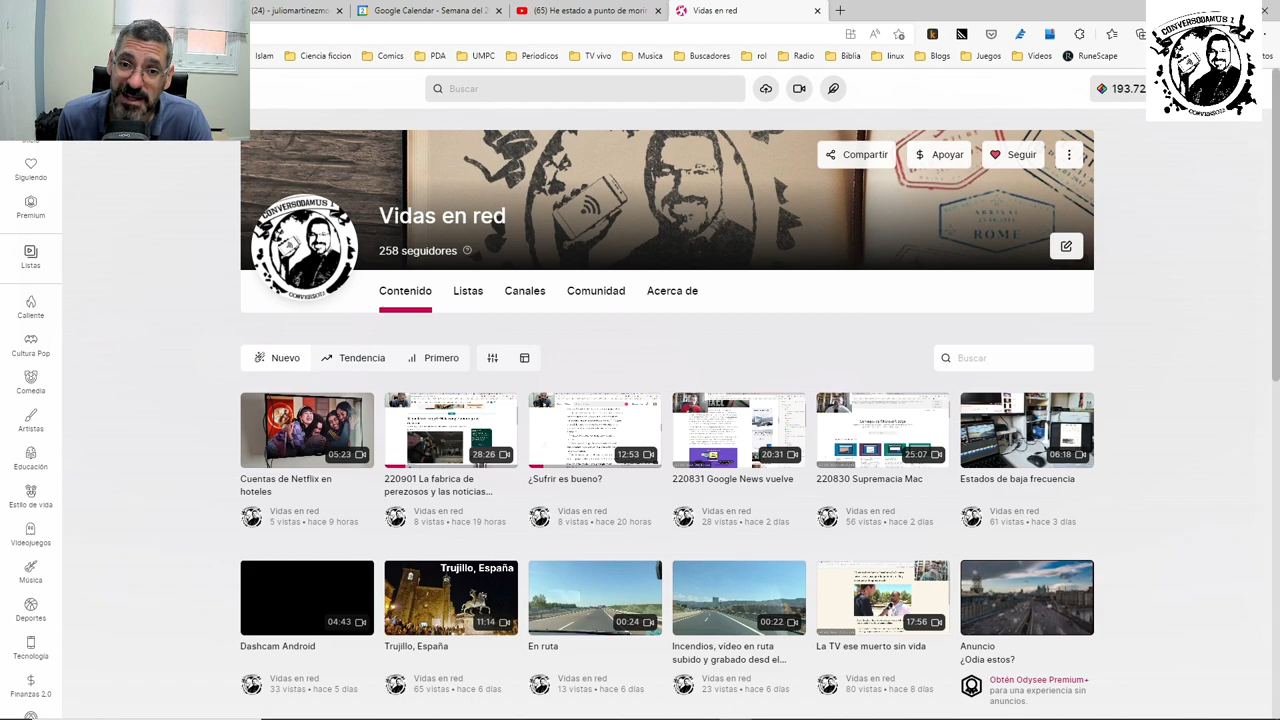 (24) - juliomartinezmo
Google Calendar - Semana del 2
(65) He estado a punto de morir
Vidas en red
Islam
Ciencia ficcion
Comics
PDA
UMPC
Periodicos
TV vivo
Musica
Buscadores
rol
Radio
Biblia
linux
Blogs
Juegos
Videos
RuneScape
CONVERSODAMUS 1
Buscar
193.72
Siguiendo
Premium
Listas
Caliente
Cultura Pop
Comedia
Artistas
Educación
Estilo de vida
Videojuegos
Música
Deportes
Tecnología
Finanzas 2.0
Compartir
Apoyar
Seguir
ROME
CONVERSODAMUS 1
Vidas en red
258 seguidores
Contenido
Listas
Canales
Comunidad
Acerca de
Nuevo
Tendencia
Primero
Buscar
05:23
28:26
12:53
20:31
25:07
06:18
Cuentas de Netflix en
hoteles
Vidas en red
5 vistas • hace 9 horas
220901 La fabrica de
perezosos y las noticias...
Vidas en red
8 vistas • hace 19 horas
¿Sufrir es bueno?
Vidas en red
8 vistas • hace 20 horas
220831 Google News vuelve
Vidas en red
28 vistas • hace 2 días
220830 Supremacia Mac
Vidas en red
56 vistas • hace 2 días
Estados de baja frecuencia
Vidas en red
61 vistas • hace 3 días
04:43
Trujillo, España
11:14
00:24
00:22
17:56
Dashcam Android
Vidas en red
33 vistas • hace 5 días
Trujillo, España
Vidas en red
65 vistas • hace 6 días
En ruta
Vidas en red
13 vistas • hace 6 días
Incendios, vídeo en ruta
subido y grabado desd el...
Vidas en red
23 vistas • hace 6 días
La TV ese muerto sin vida
Vidas en red
80 vistas • hace 8 días
Anuncio
¿Odia estos?
Obtén Odysee Premium+
para una experiencia sin
anuncios.